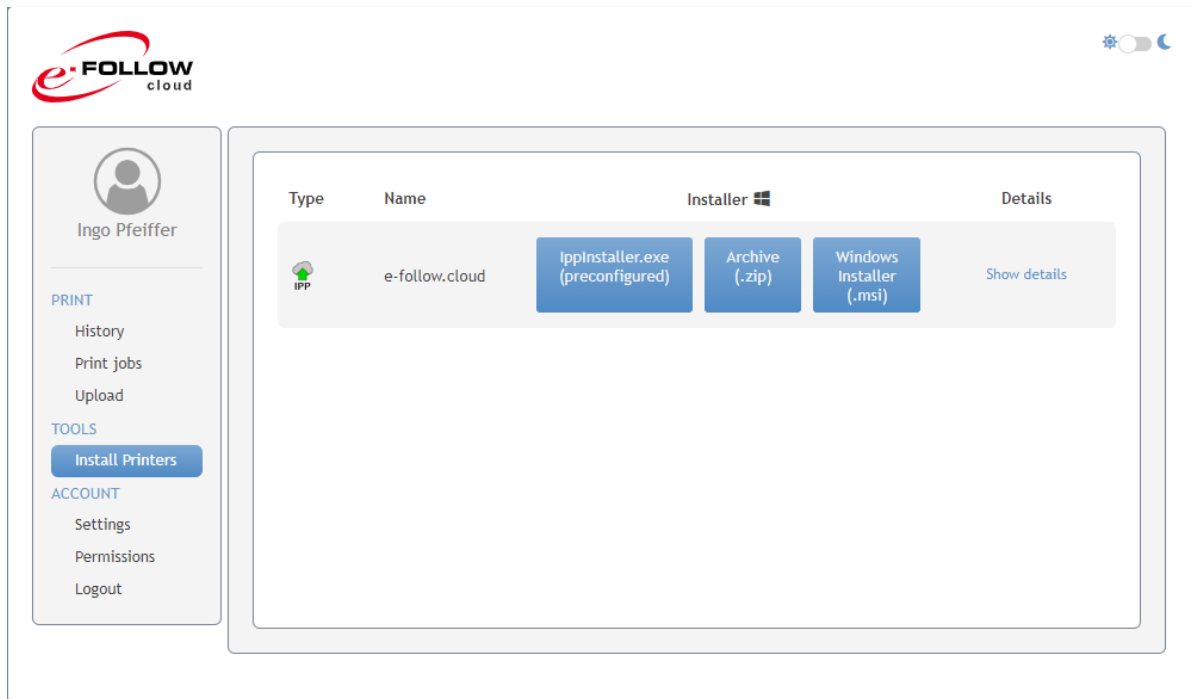 e·FOLLOW
cloud
Ingo Pfeiffer
PRINT
History
Print jobs
Upload
TOOLS
Install Printers
ACCOUNT
Settings
Permissions
Logout
Type Name Installer Details
IPP
e-follow.cloud
IppInstaller.exe
(preconfigured)
Archive
(.zip)
Windows
Installer
(.msi)
Show details